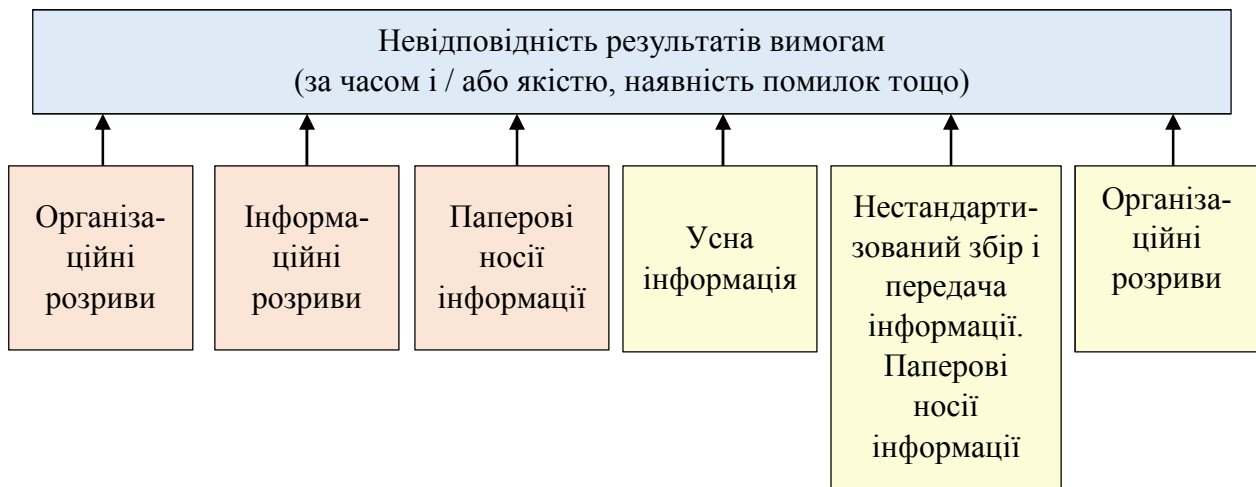 Невідповідність результатів вимогам
(за часом і / або якістю, наявність помилок тощо)
Організа-
ційні
розриви
Інформа-
ційні
розриви
Паперові
носії
інформації
Усна
інформація
Нестандарти-
зований збір і
передача
інформації.
Паперові
носії
інформації
Організа-
ційні
розриви